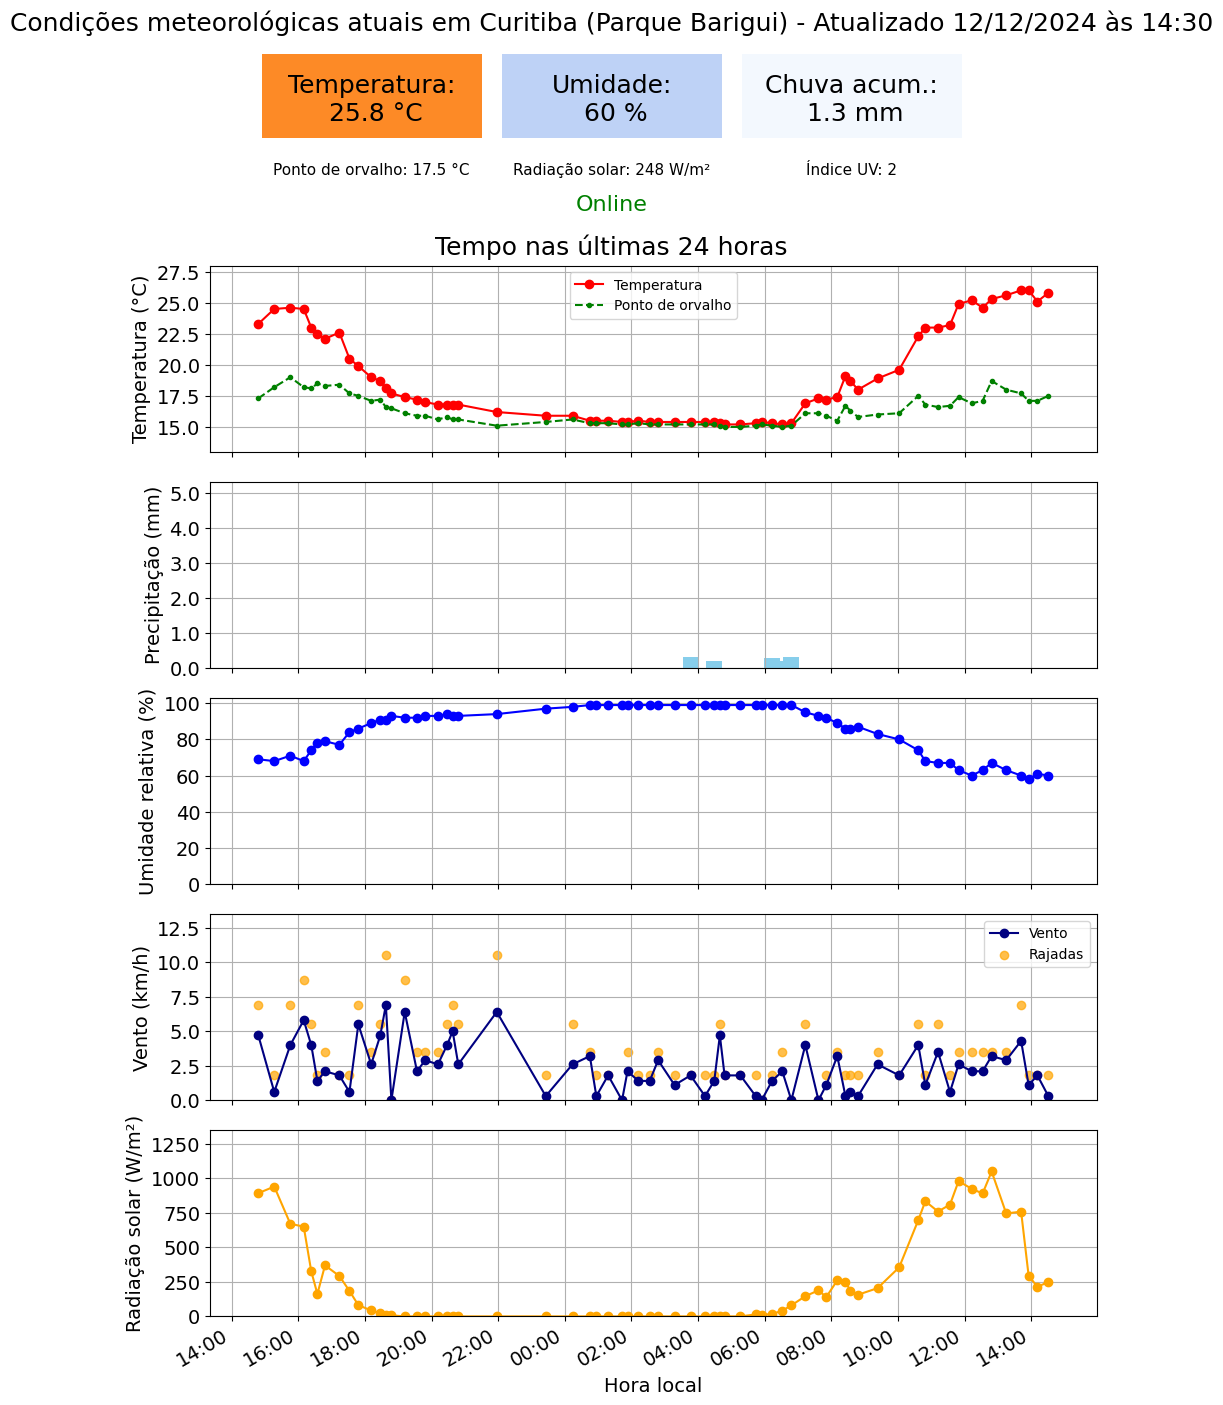 Condições meteorológicas atuais em Curitiba (Parque Barigui) - Atualizado 12/12/2024 às 14:30
Temperatura:
25.8 °C
Umidade:
60 %
Chuva acum.:
1.3 mm
Ponto de orvalho: 17.5 °C
Radiação solar: 248 W/m²
Índice UV: 2
Online
Tempo nas últimas 24 horas
Temperatura (°C)
27.5
25.0
22.5
20.0
17.5
15.0
Temperatura
Ponto de orvalho
Precipitação (mm)
5.0
4.0
3.0
2.0
1.0
0.0
Umidade relativa (%)
100
80
60
40
20
0
Vento (km/h)
12.5
10.0
7.5
5.0
2.5
0.0
Vento
Rajadas
Radiação solar (W/m²)
1250
1000
750
500
250
0
14:00
16:00
18:00
20:00
22:00
00:00
02:00
04:00
06:00
08:00
10:00
12:00
14:00
Hora local